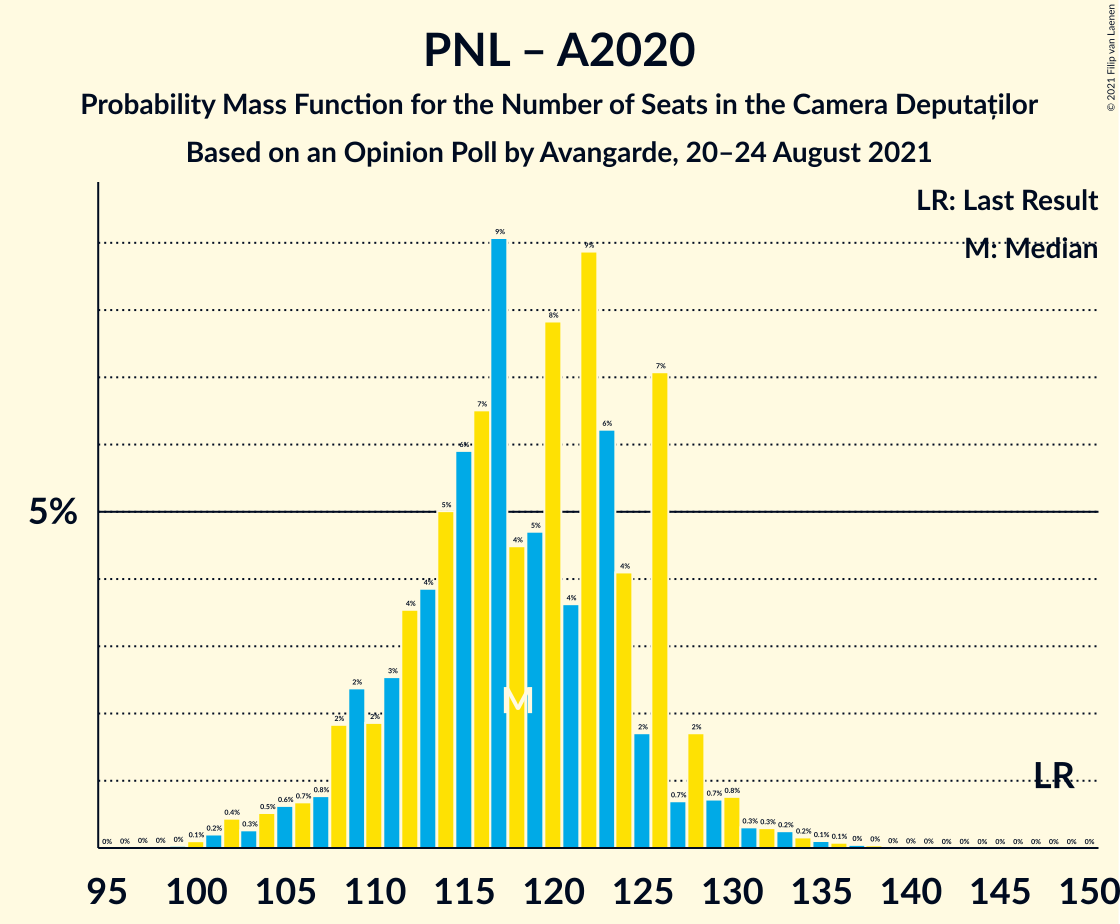 PNL – A2020
Probability Mass Function for the Number of Seats in the Camera Deputaților
Based on an Opinion Poll by Avangarde, 20–24 August 2021
© 2021 Filip van Laenen
LR: Last Result
M: Median
5%
0% 0% 0% 0% 0% 0.1% 0.2% 0.4% 0.3% 0.5% 0.6% 0.7% 0.8% 2% 2% 2% 3% 4% 4% 5% 6% 7% 9% 4% 5% 8% 4% 9% 6% 4% 2% 7% 0.7% 2% 0.7% 0.8% 0.3% 0.3% 0.2% 0.2% 0.1% 0.1% 0% 0% 0% 0% 0% 0% 0% 0% 0% 0% 0% 0% 0% 0%
M
LR
95 100 105 110 115 120 125 130 135 140 145 150